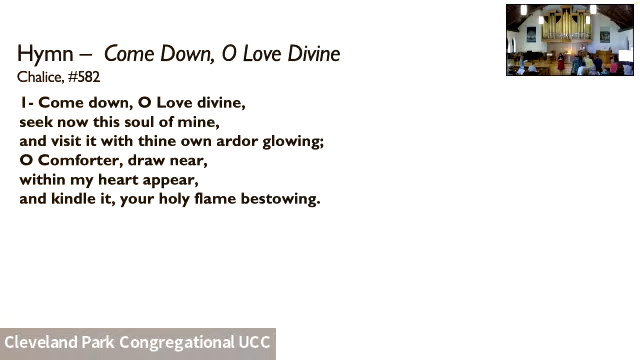 Hymn – Come Down, O Love Divine
Chalice, #582
1- Come down, O Love divine,
seek now this soul of mine,
and visit it with thine own ardor glowing;
O Comforter, draw near,
within my heart appear,
and kindle it, your holy flame bestowing.
Cleveland Park Congregational UCC